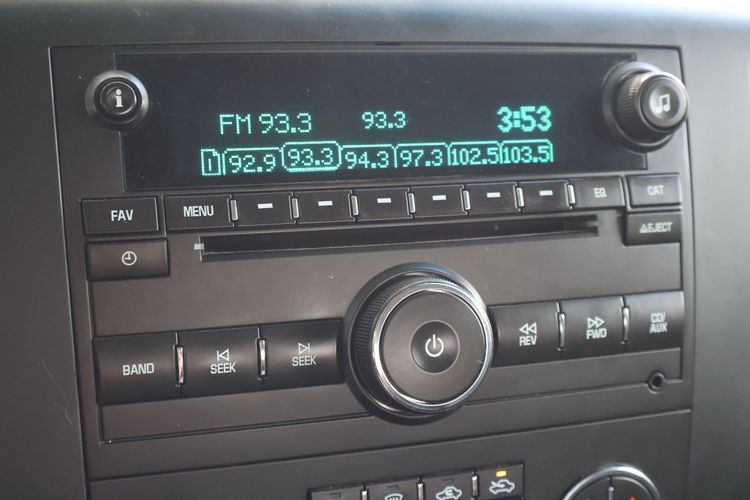 i
FM 93.3 93.3 3:53
1 92.9 93.3 94.3 97.3 102.5 103.5
FAV MENU EQ CAT
EJECT
BAND SEEK SEEK REV FWD CD/
AUX